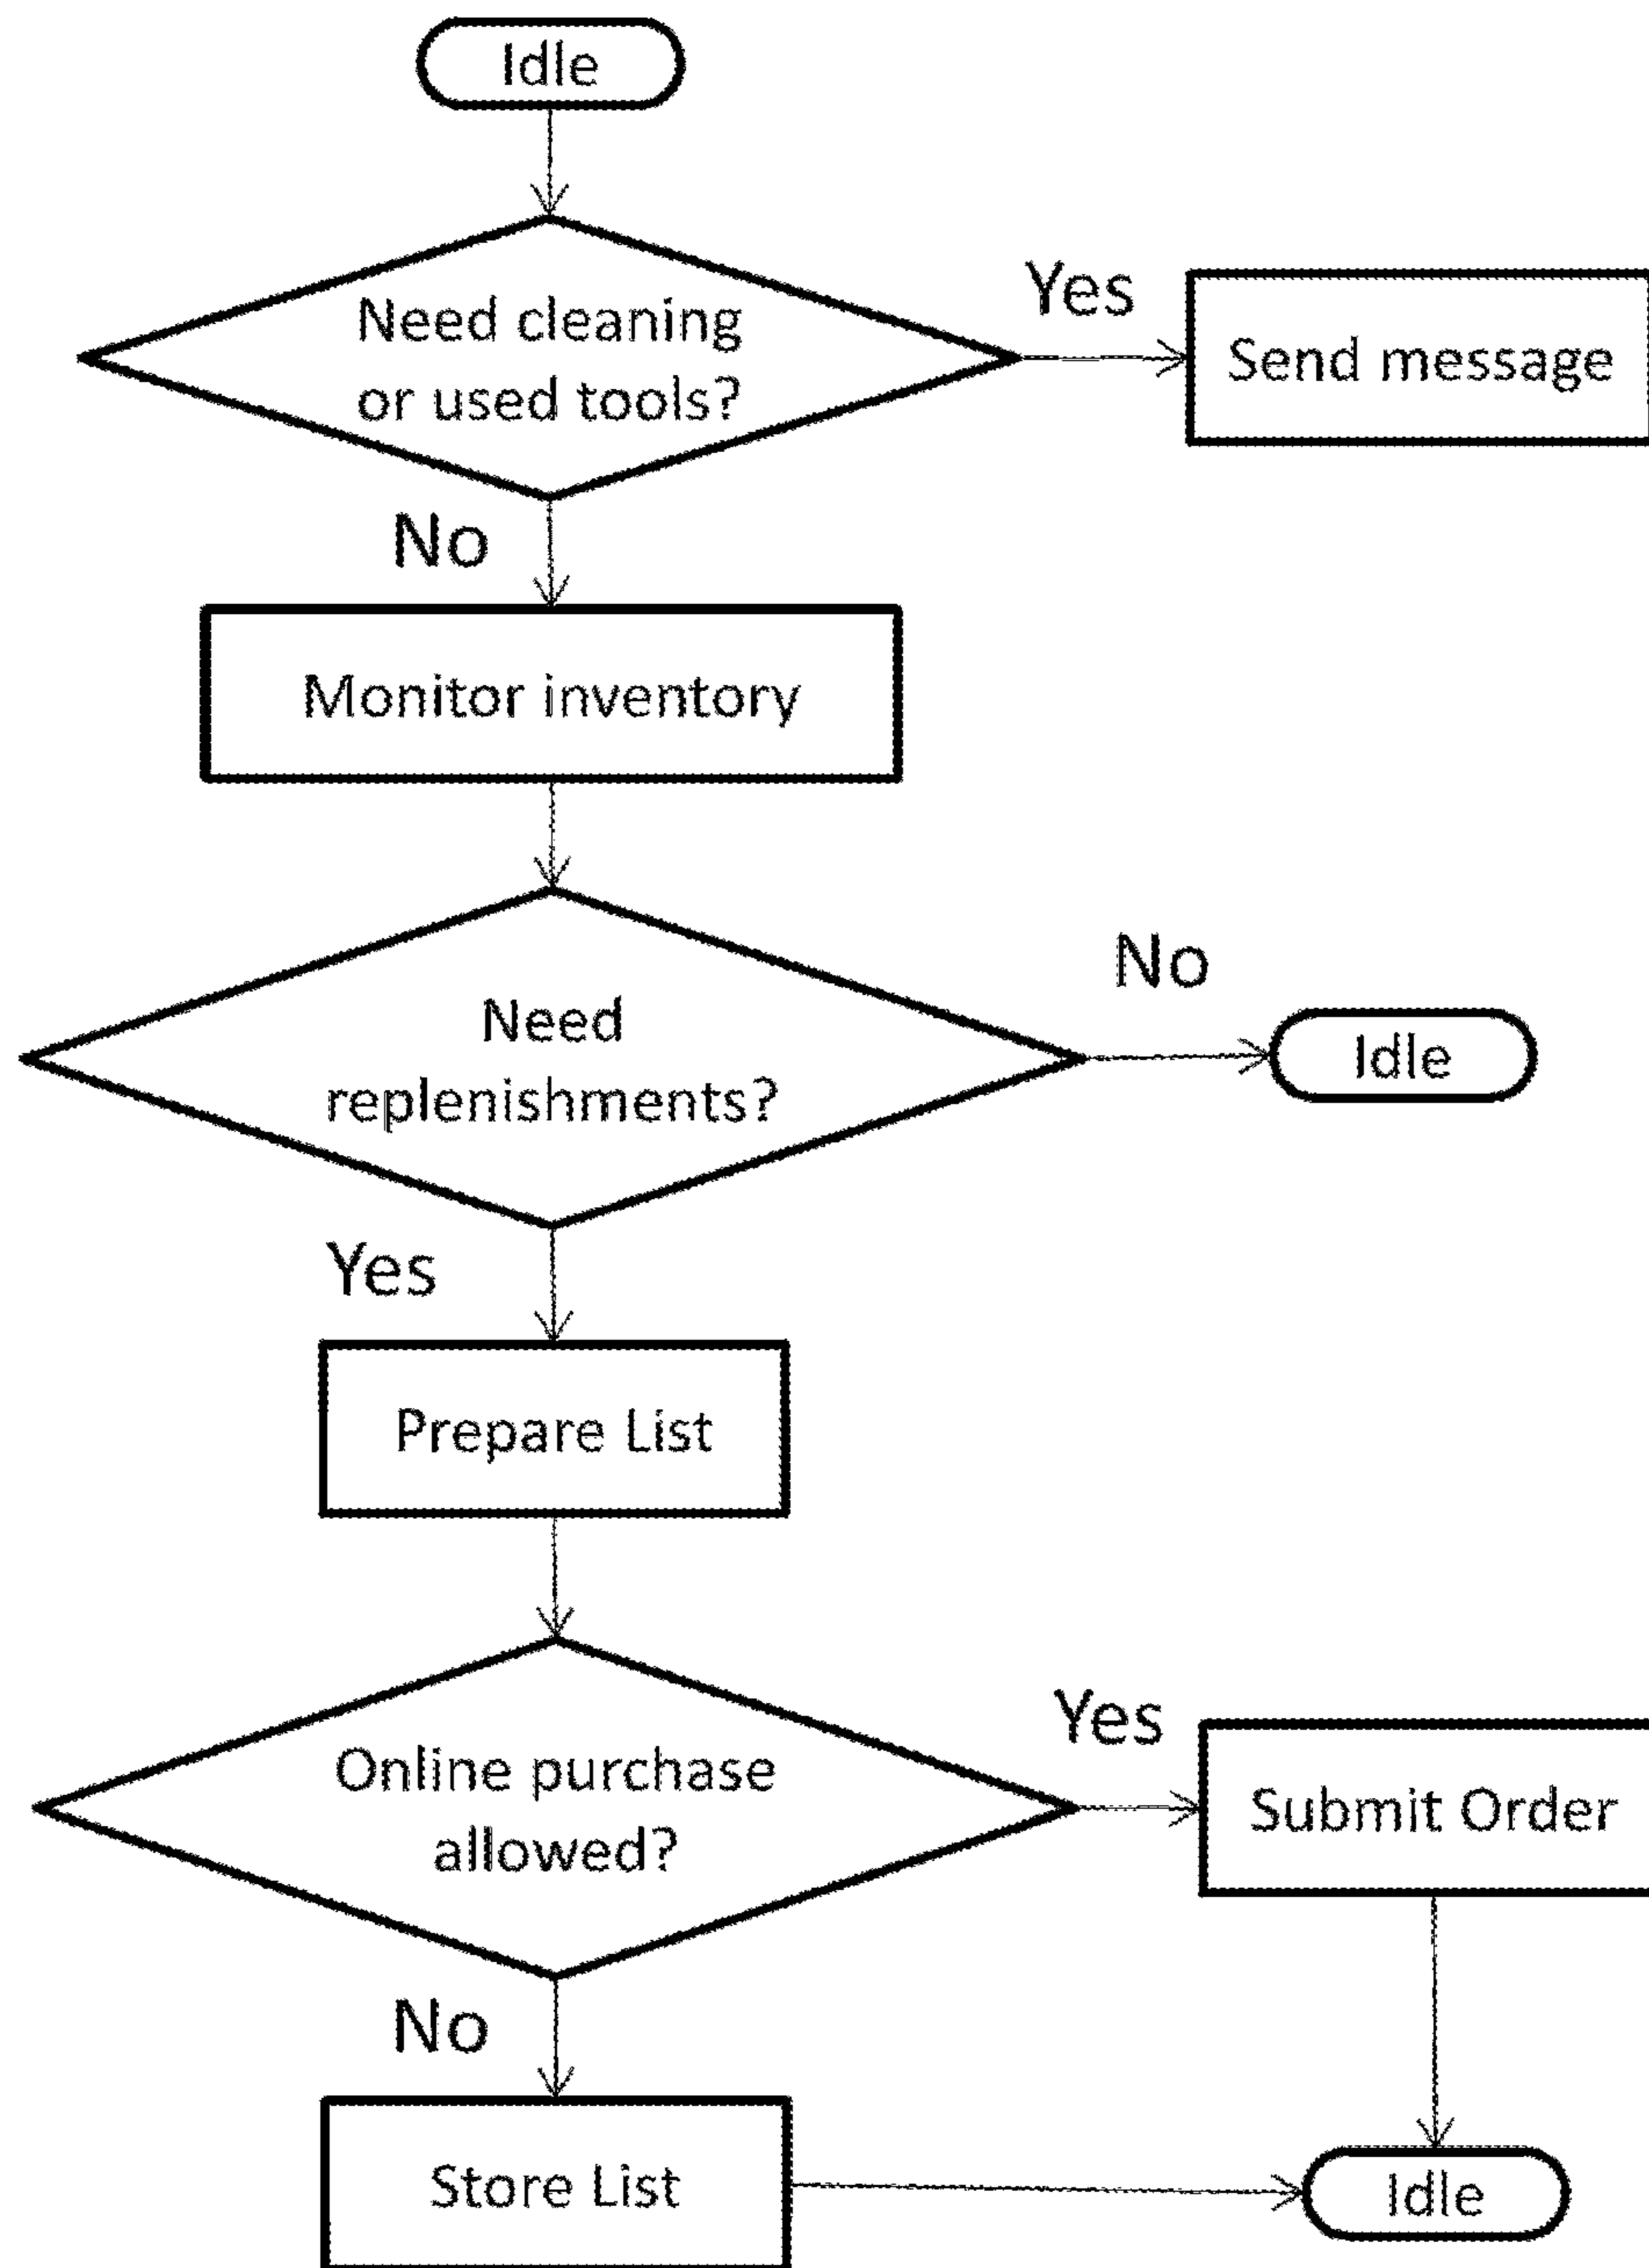 Idle
Need cleaning
or used tools?
Yes
Send message
No
Monitor inventory
Need
replenishments?
No
Idle
Yes
Prepare List
Online purchase
allowed?
Yes
Submit Order
No
Store List
Idle